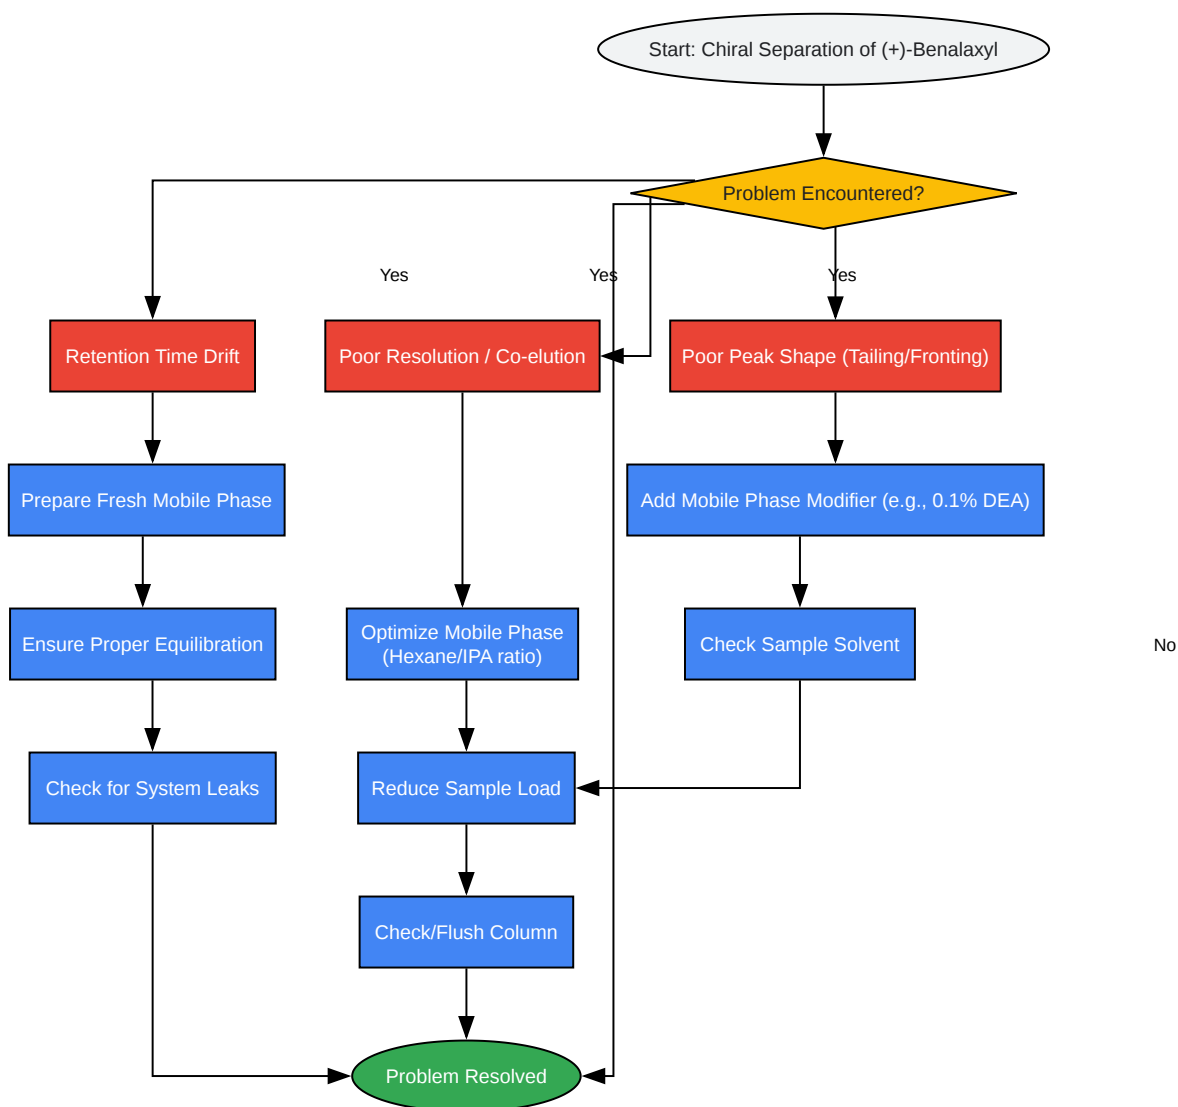 Start: Chiral Separation of (+)-Benalaxyl
Problem Encountered?
Yes
Yes
Yes
Retention Time Drift
Poor Resolution / Co-elution
Poor Peak Shape (Tailing/Fronting)
Prepare Fresh Mobile Phase
Add Mobile Phase Modifier (e.g., 0.1% DEA)
Ensure Proper Equilibration
Optimize Mobile Phase
(Hexane/IPA ratio)
Check Sample Solvent
No
Check for System Leaks
Reduce Sample Load
Check/Flush Column
Problem Resolved